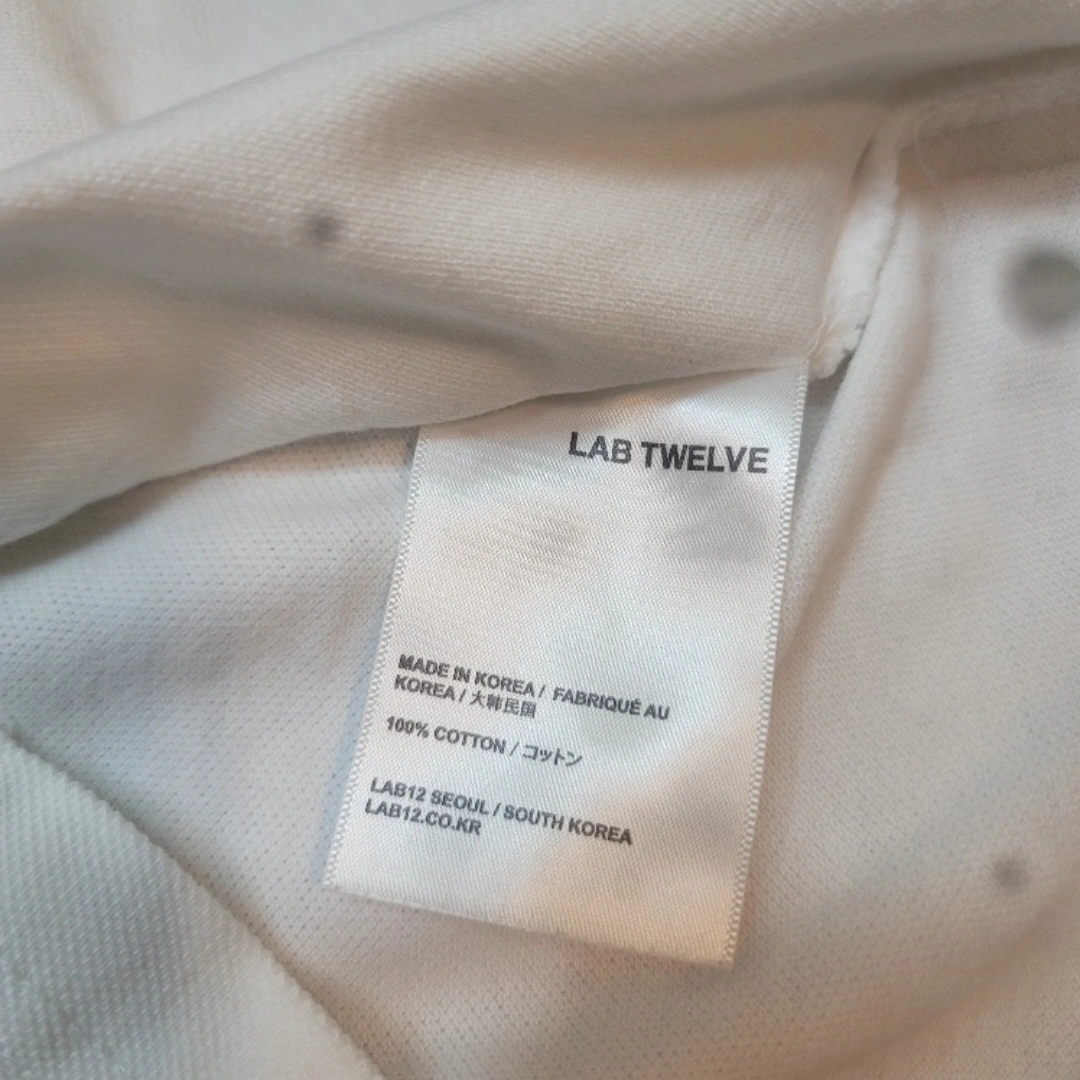 LAB TWELVE
MADE IN KOREA / FABRIQUÉ AU
KOREA / 大韩民国
100% COTTON / コットン
LAB12 SEOUL / SOUTH KOREA
LAB12.CO.KR